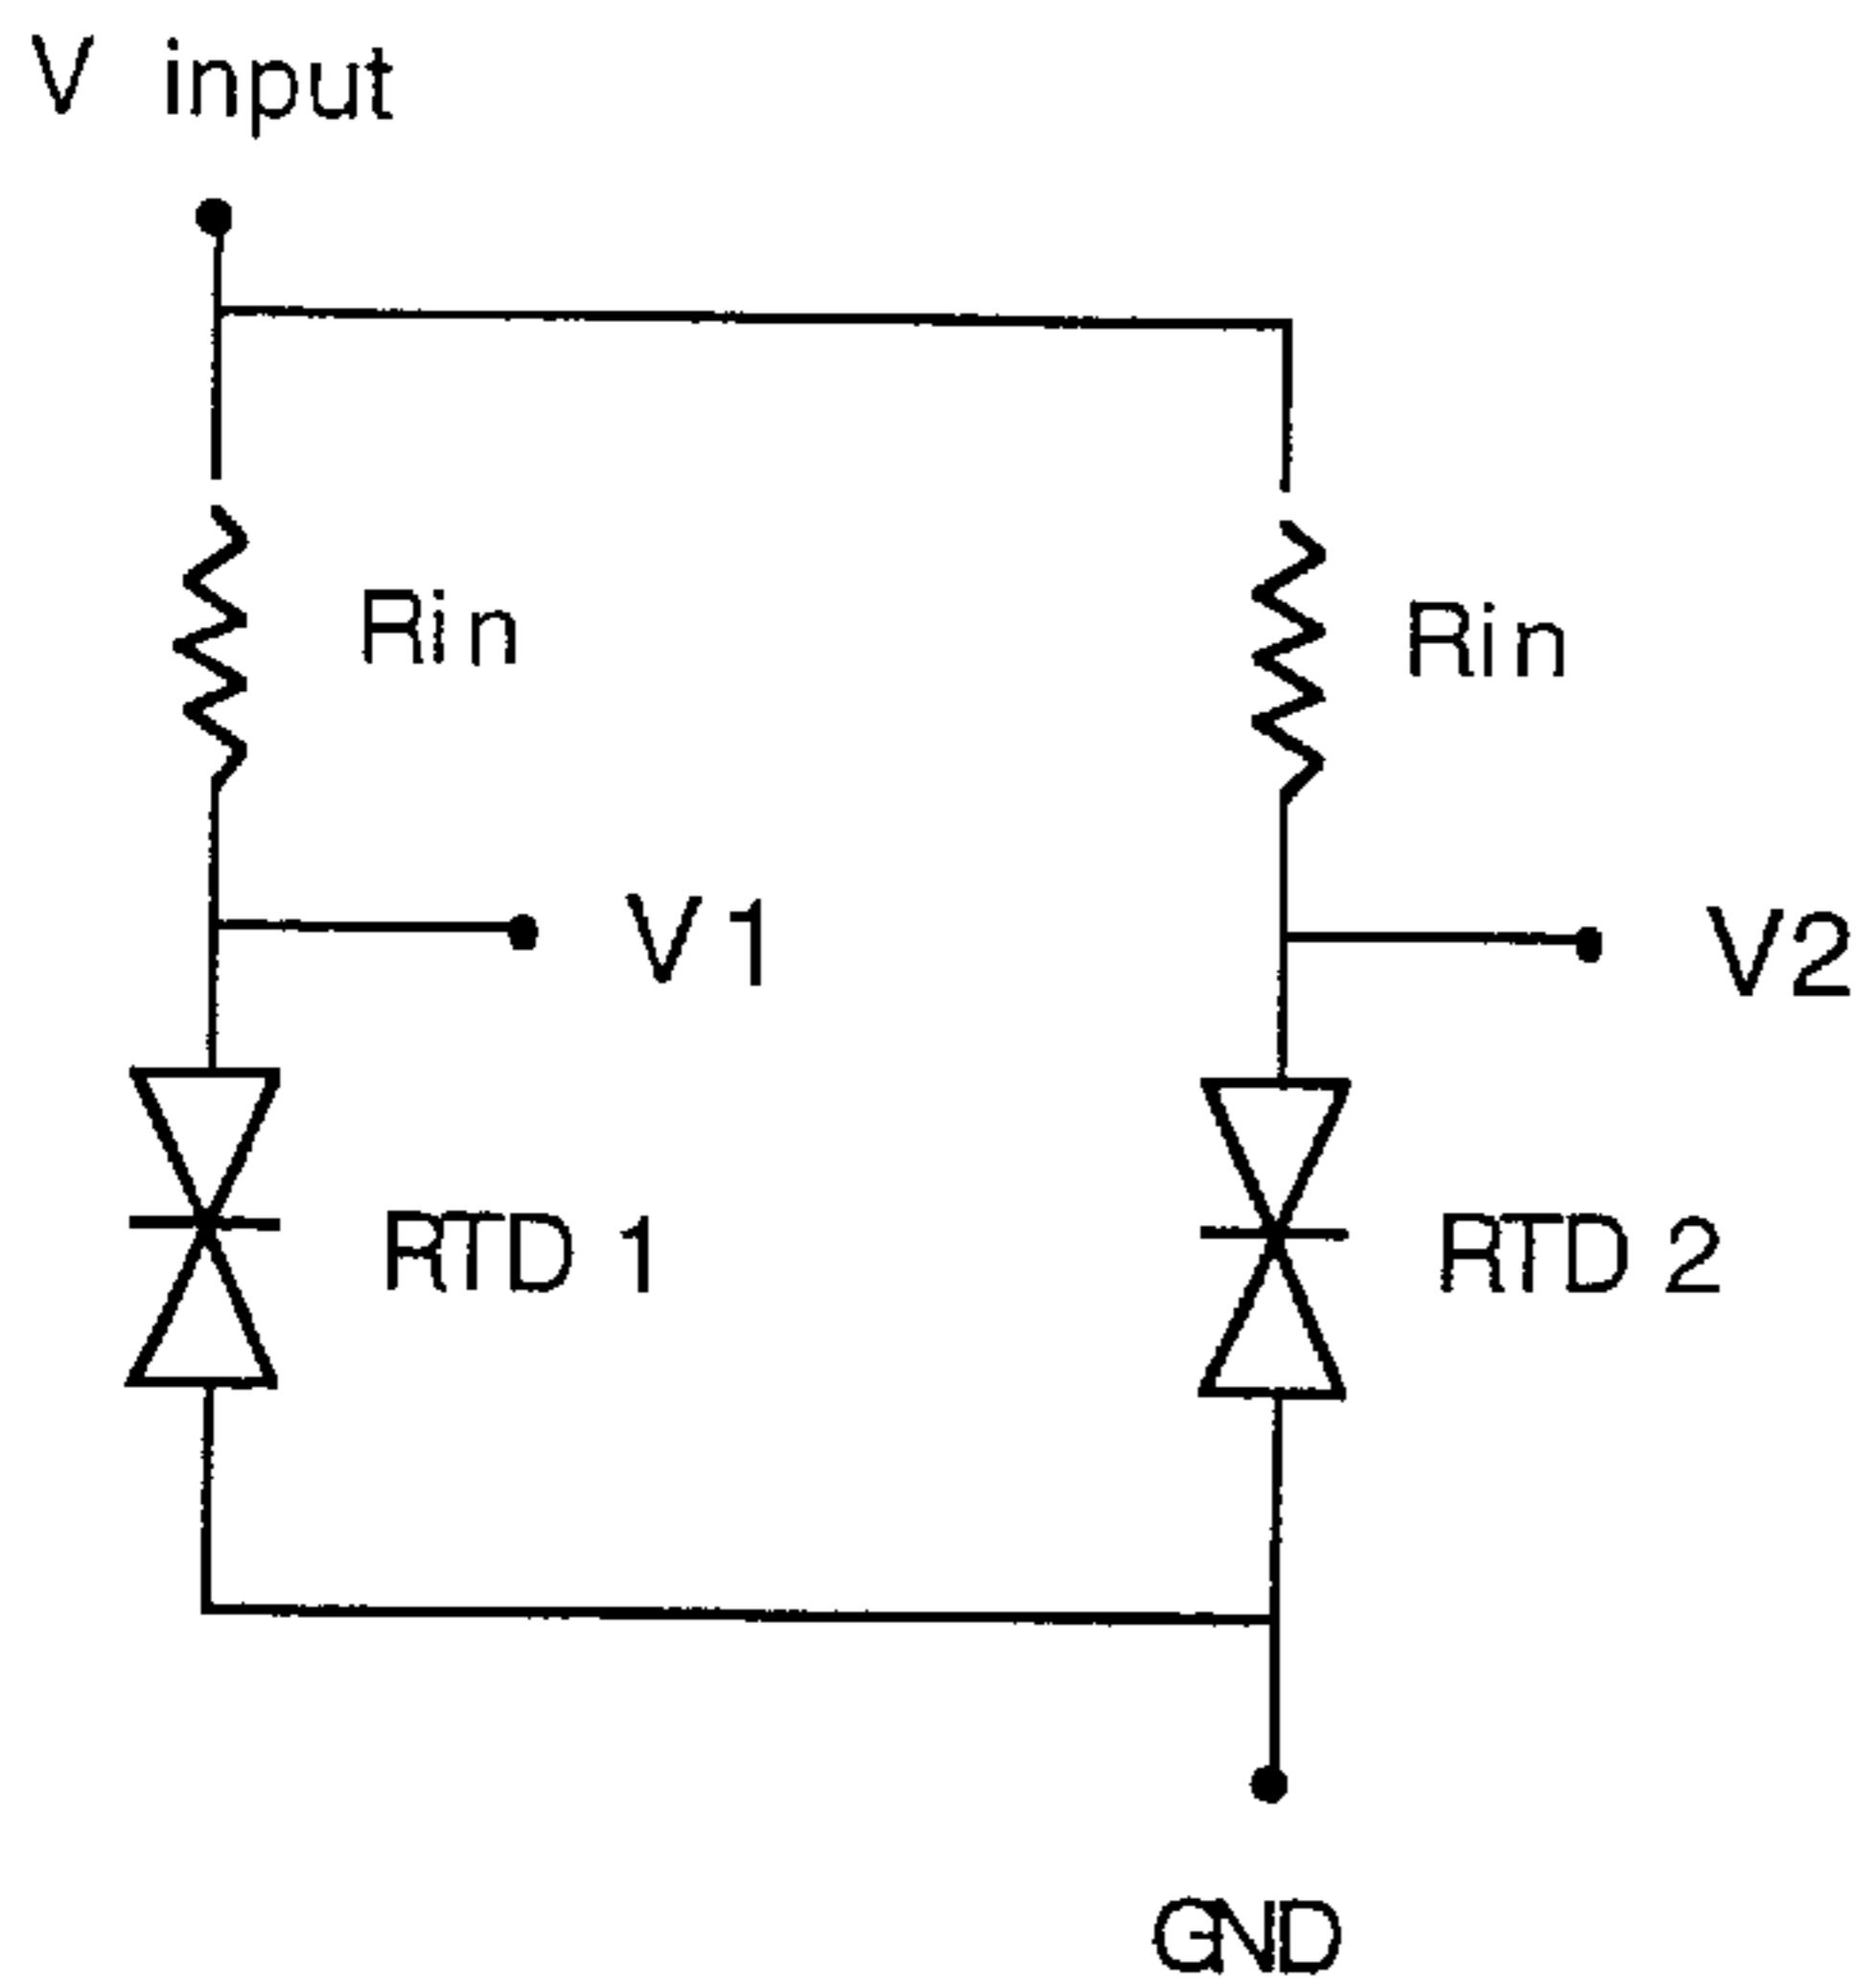 V input
Rin
Rin
V1
V2
RTD 1
RTD 2
GND